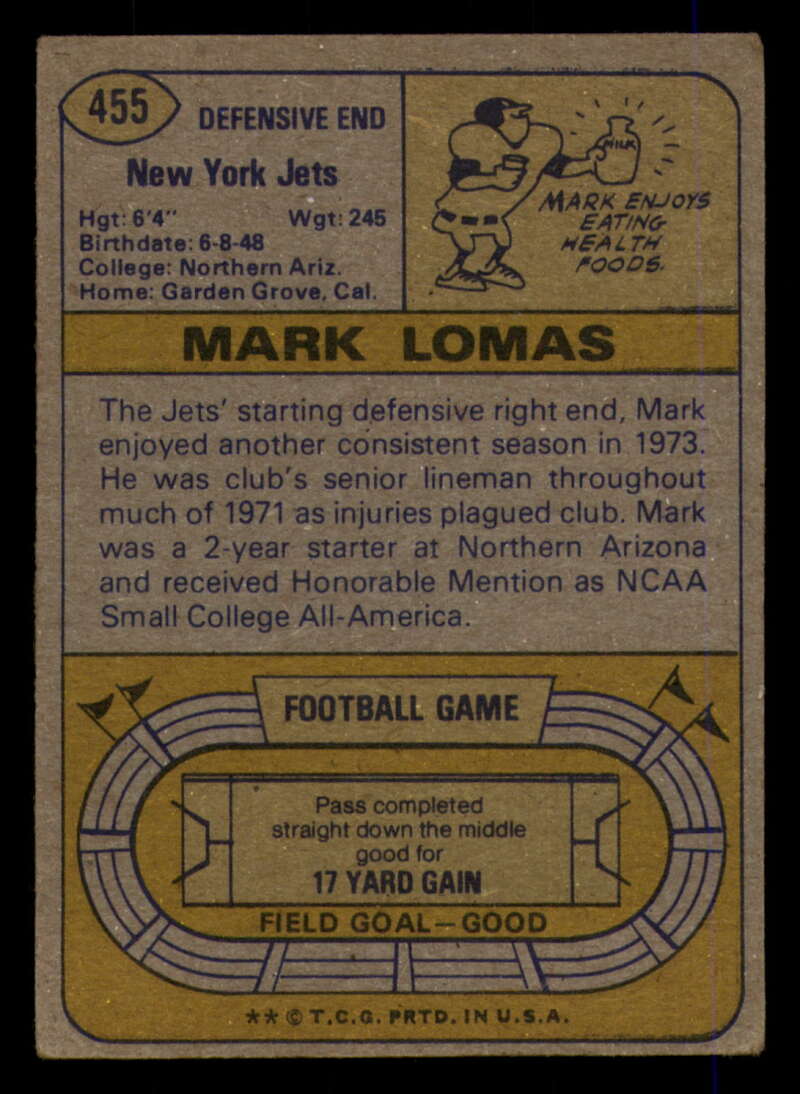 455
DEFENSIVE END
New York Jets
Hgt: 6'4" Wgt: 245
Birthdate: 6-8-48
College: Northern Ariz.
Home: Garden Grove, Cal.
MILK
MARK ENJOYS
EATING
HEALTH
FOODS.
MARK LOMAS
The Jets' starting defensive right end, Mark
enjoyed another consistent season in 1973.
He was club's senior lineman throughout
much of 1971 as injuries plagued club. Mark
was a 2-year starter at Northern Arizona
and received Honorable Mention as NCAA
Small College All-America.
FOOTBALL GAME
Pass completed
straight down the middle
good for
17 YARD GAIN
FIELD GOAL—GOOD
** © T.C.G. PRTD. IN U.S.A.